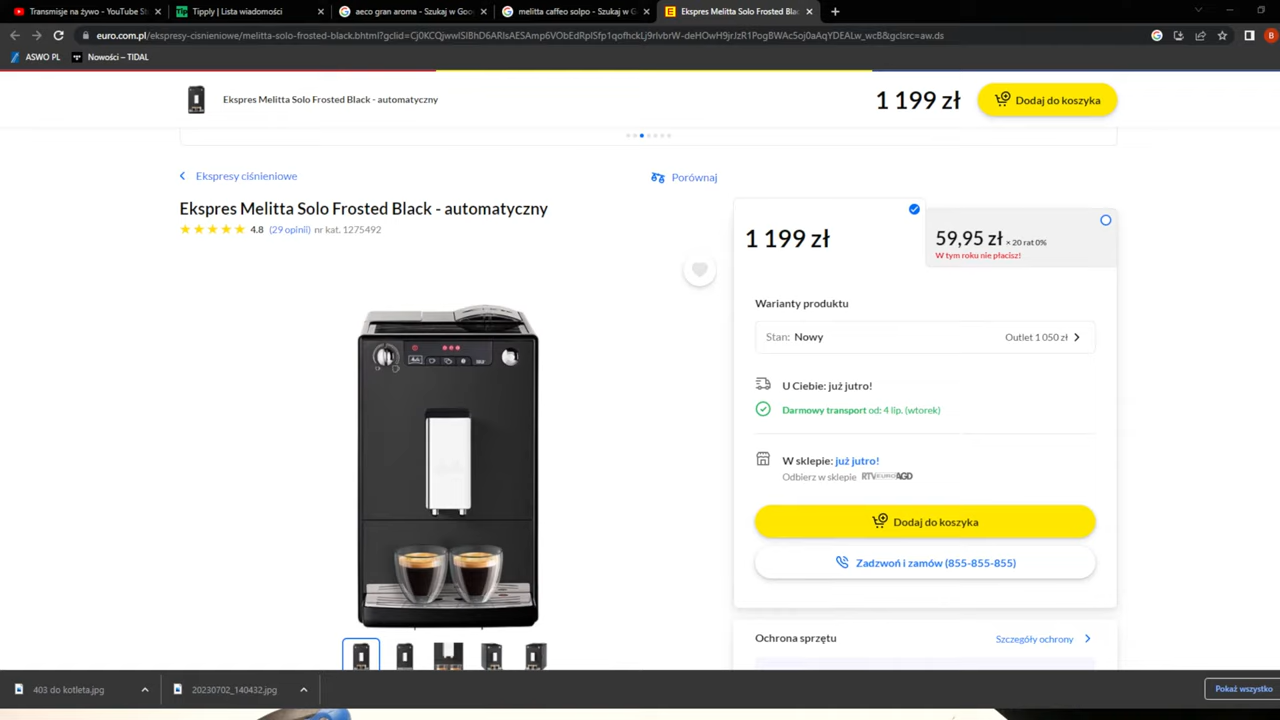 Transmisje na żywo - YouTube St
Tipply | Lista wiadomości
aeco gran aroma - Szukaj w Goo
melitta caffeo solpo - Szukaj w G
Ekspres Melitta Solo Frosted Bla
euro.com.pl/ekspresy-cisnieniowe/melitta-solo-frosted-black.bhtml?gclid=
ASWO PL
Nowości – TIDAL
Ekspres Melitta Solo Frosted Black - automatyczny
1 199 zł
Dodaj do koszyka
Ekspresy ciśnieniowe
Porównaj
Ekspres Melitta Solo Frosted Black - automatyczny
4.8 (29 opinii) nr kat. 1275492
1 199 zł
59,95 zł × 20 rat 0%
W tym roku nie płacisz!
Warianty produktu
Stan: Nowy
Outlet 1 050 zł
U Ciebie: już jutro!
Darmowy transport od: 4 lip. (wtorek)
W sklepie: już jutro!
Odbierz w sklepie RTV EURO AGD
Dodaj do koszyka
Zadzwoń i zamów (855-855-855)
Ochrona sprzętu
Szczegóły ochrony
403 do kotleta.jpg
20230702_140432.jpg
Pokaż wszystko